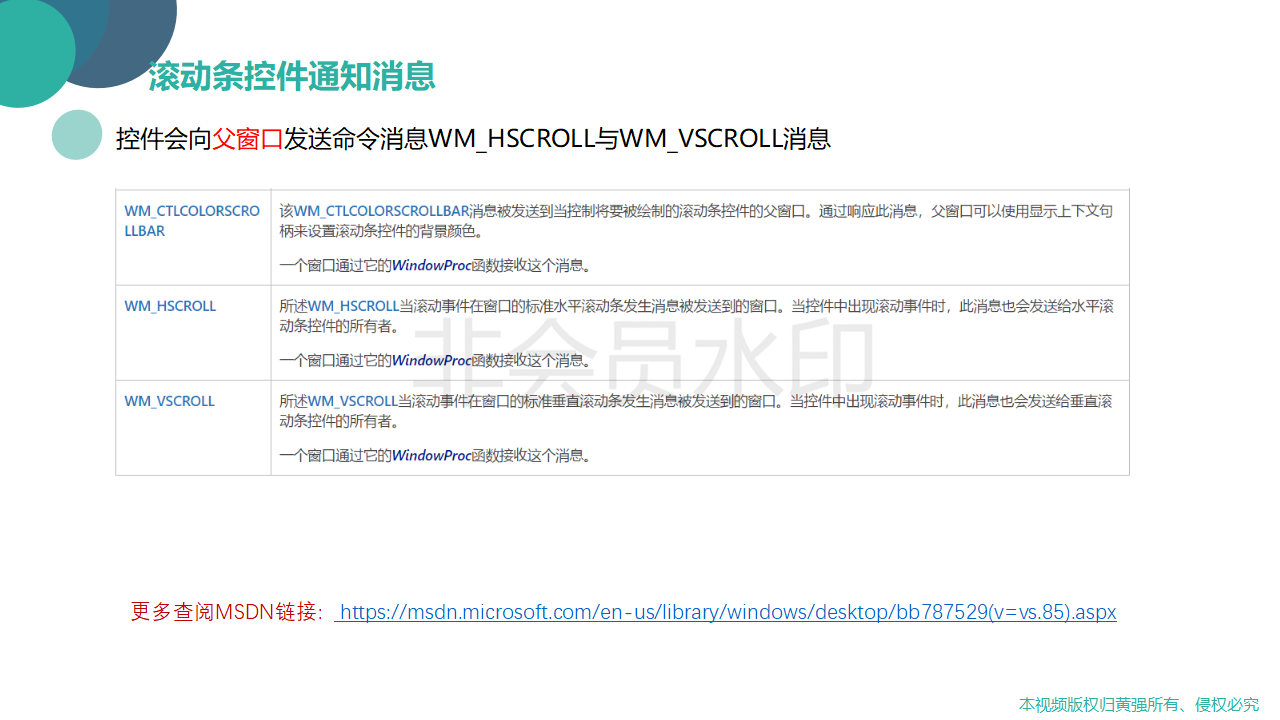 滚动条控件通知消息
控件会向父窗口发送命令消息WM_HSCROLL与WM_VSCROLL消息
WM_CTLCOLORSCRO
LLBAR
该WM_CTLCOLORSCROLLBAR消息被发送到当控制将要被绘制的滚动条控件的父窗口。通过响应此消息，父窗口可以使用显示上下文句
柄来设置滚动条控件的背景颜色。
一个窗口通过它的WindowProc函数接收这个消息。
WM_HSCROLL
所述WM_HSCROLL当滚动事件在窗口的标准水平滚动条发生消息被发送到的窗口。当控件中出现滚动事件时，此消息也会发送给水平滚
动条控件的所有者。
一个窗口通过它的WindowProc函数接收这个消息。
WM_VSCROLL
所述WM_VSCROLL当滚动事件在窗口的标准垂直滚动条发生消息被发送到的窗口。当控件中出现滚动事件时，此消息也会发送给垂直滚
动条控件的所有者。
一个窗口通过它的WindowProc函数接收这个消息。
非会员水印
更多查阅MSDN链接： https://msdn.microsoft.com/en-us/library/windows/desktop/bb787529(v=vs.85).aspx
本视频版权归黄强所有、侵权必究